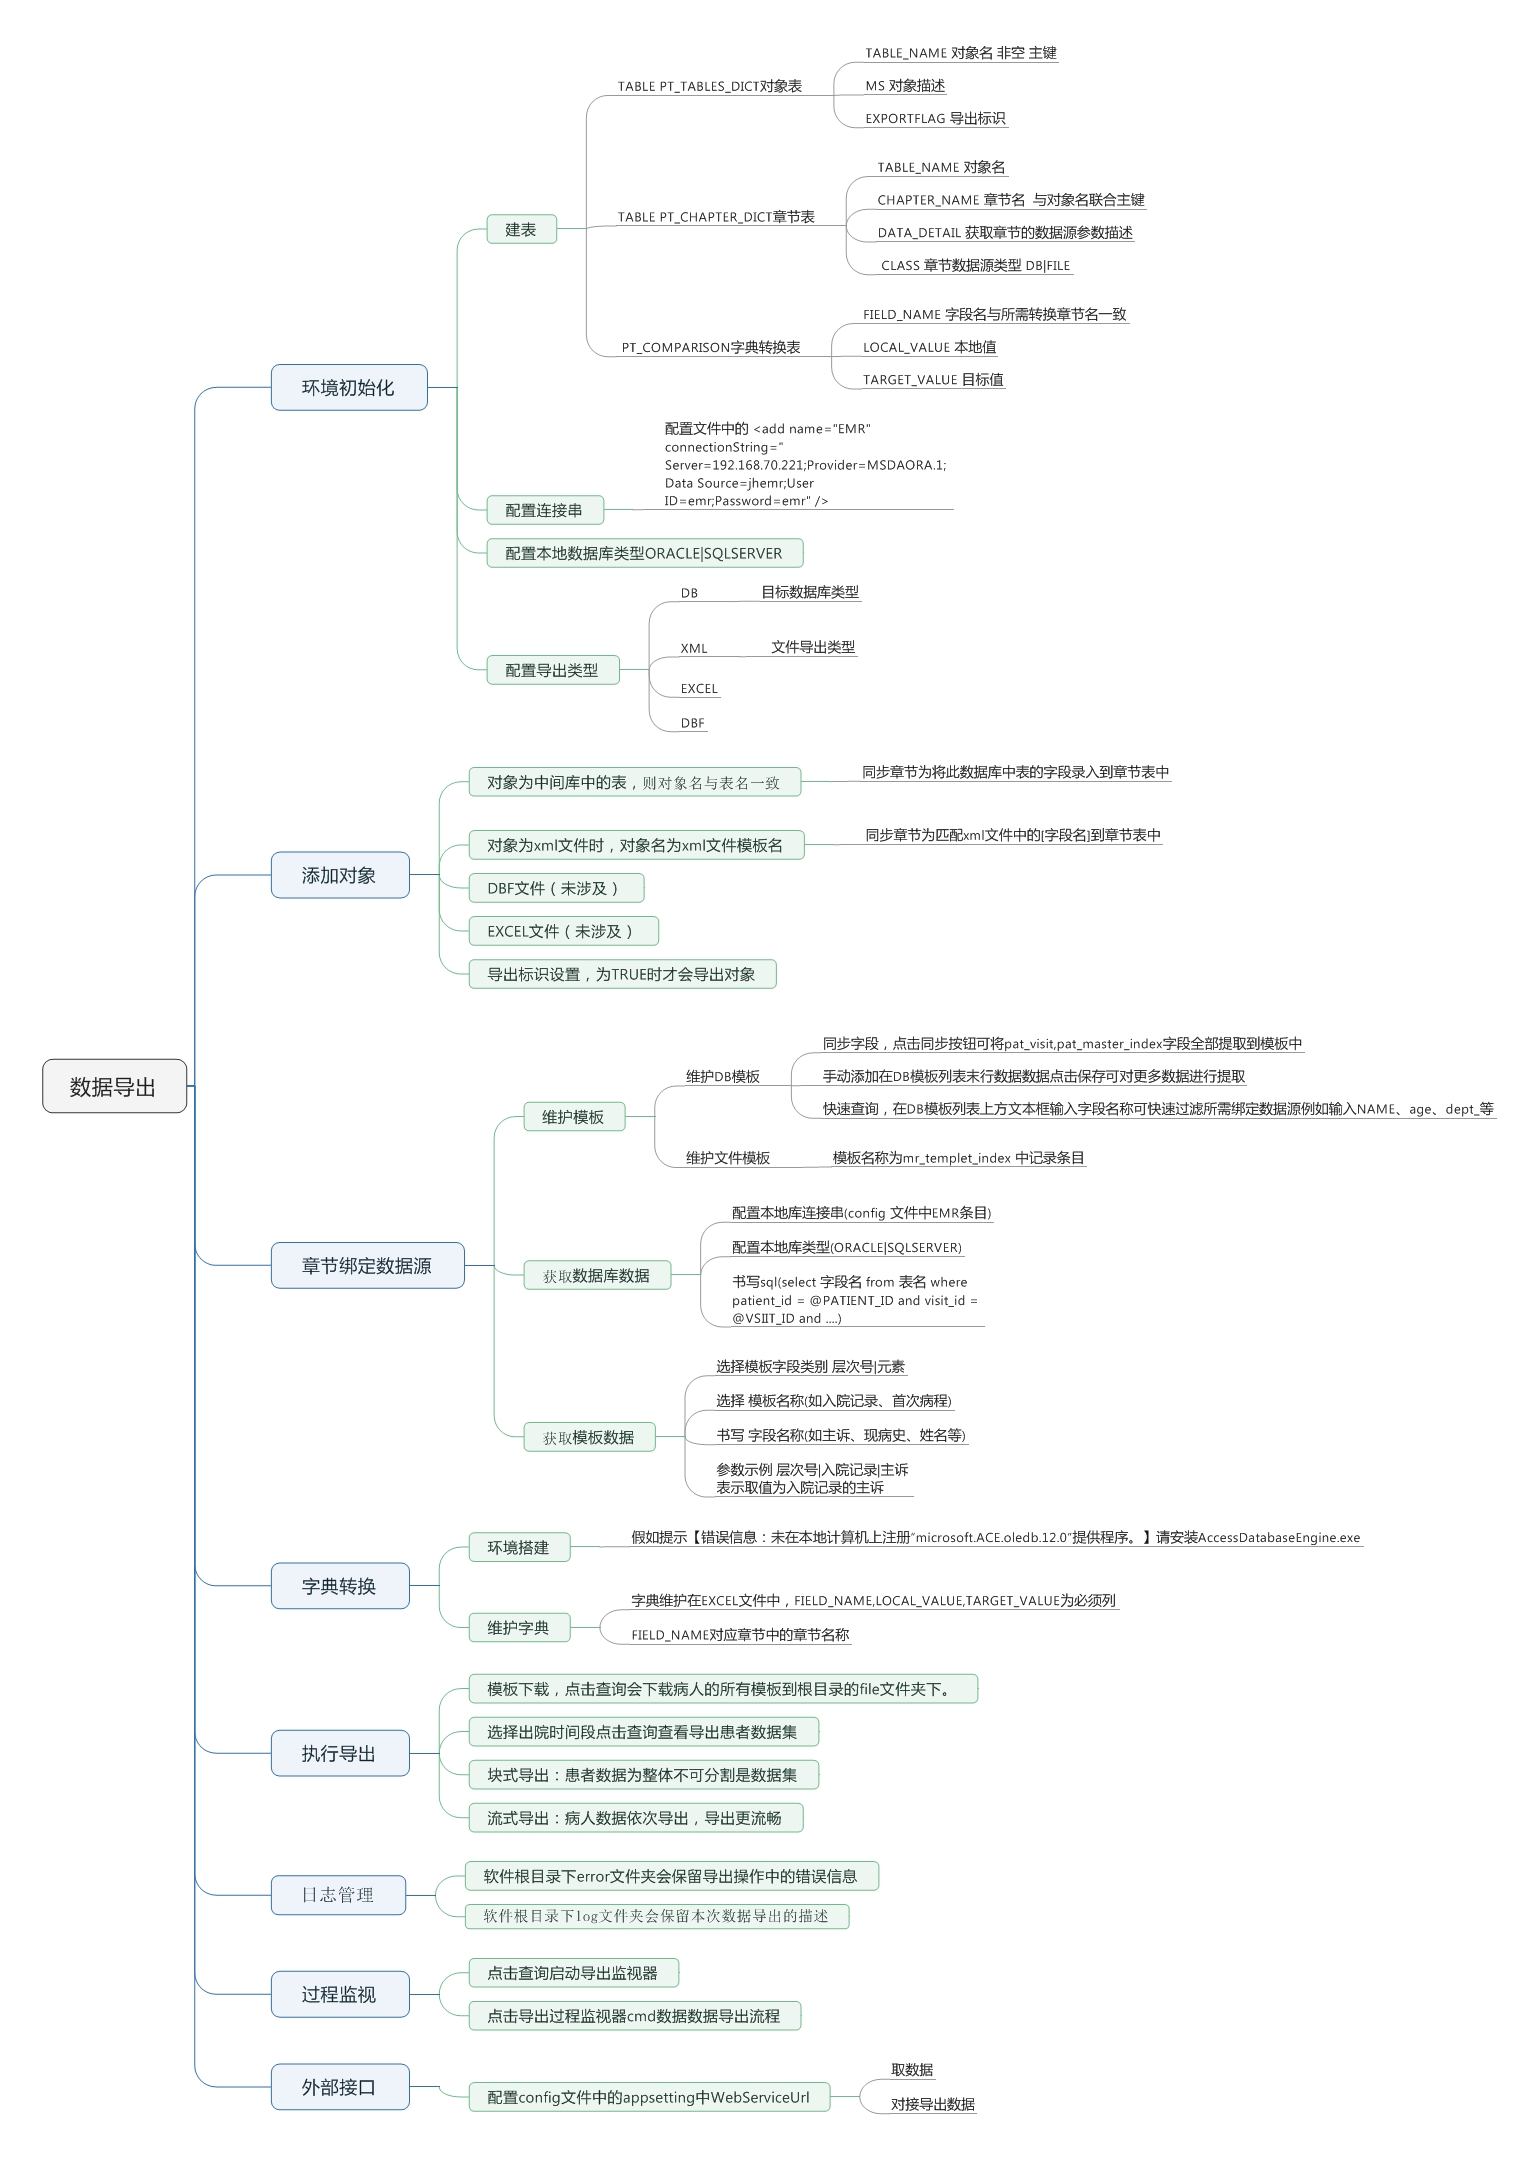 数据导出
环境初始化
建表
TABLE PT_TABLES_DICT对象表
TABLE_NAME 对象名 非空 主键
MS 对象描述
EXPORTFLAG 导出标识
TABLE PT_CHAPTER_DICT章节表
TABLE_NAME 对象名
CHAPTER_NAME 章节名  与对象名联合主键
DATA_DETAIL 获取章节的数据源参数描述
CLASS 章节数据源类型 DB|FILE
PT_COMPARISON字典转换表
FIELD_NAME 字段名与所需转换章节名一致
LOCAL_VALUE 本地值
TARGET_VALUE 目标值
配置连接串
配置文件中的 <add name="EMR"
connectionString="
Server=192.168.70.221;Provider=MSDAORA.1;
Data Source=jhemr;User
ID=emr;Password=emr" />
配置本地数据库类型ORACLE|SQLSERVER
配置导出类型
DB
目标数据库类型
XML
文件导出类型
EXCEL
DBF
添加对象
对象为中间库中的表，则对象名与表名一致
同步章节为将此数据库中表的字段录入到章节表中
对象为xml文件时，对象名为xml文件模板名
同步章节为匹配xml文件中的[字段名]到章节表中
DBF文件（未涉及）
EXCEL文件（未涉及）
导出标识设置，为TRUE时才会导出对象
章节绑定数据源
维护模板
维护DB模板
同步字段，点击同步按钮可将pat_visit,pat_master_index字段全部提取到模板中
手动添加在DB模板列表末行数据数据点击保存可对更多数据进行提取
快速查询，在DB模板列表上方文本框输入字段名称可快速过滤所需绑定数据源例如输入NAME、age、dept_等
维护文件模板
模板名称为mr_templet_index 中记录条目
获取数据库数据
配置本地库连接串(config 文件中EMR条目)
配置本地库类型(ORACLE|SQLSERVER)
书写sql(select 字段名 from 表名 where
patient_id = @PATIENT_ID and visit_id =
@VSIIT_ID and ....)
获取模板数据
选择模板字段类别 层次号|元素
选择 模板名称(如入院记录、首次病程)
书写 字段名称(如主诉、现病史、姓名等)
参数示例 层次号|入院记录|主诉
表示取值为入院记录的主诉
字典转换
环境搭建
假如提示【错误信息：未在本地计算机上注册“microsoft.ACE.oledb.12.0”提供程序。】请安装AccessDatabaseEngine.exe
维护字典
字典维护在EXCEL文件中，FIELD_NAME,LOCAL_VALUE,TARGET_VALUE为必须列
FIELD_NAME对应章节中的章节名称
执行导出
模板下载，点击查询会下载病人的所有模板到根目录的file文件夹下。
选择出院时间段点击查询查看导出患者数据集
块式导出：患者数据为整体不可分割是数据集
流式导出：病人数据依次导出，导出更流畅
日志管理
软件根目录下error文件夹会保留导出操作中的错误信息
软件根目录下log文件夹会保留本次数据导出的描述
过程监视
点击查询启动导出监视器
点击导出过程监视器cmd数据数据导出流程
外部接口
配置config文件中的appsetting中WebServiceUrl
取数据
对接导出数据